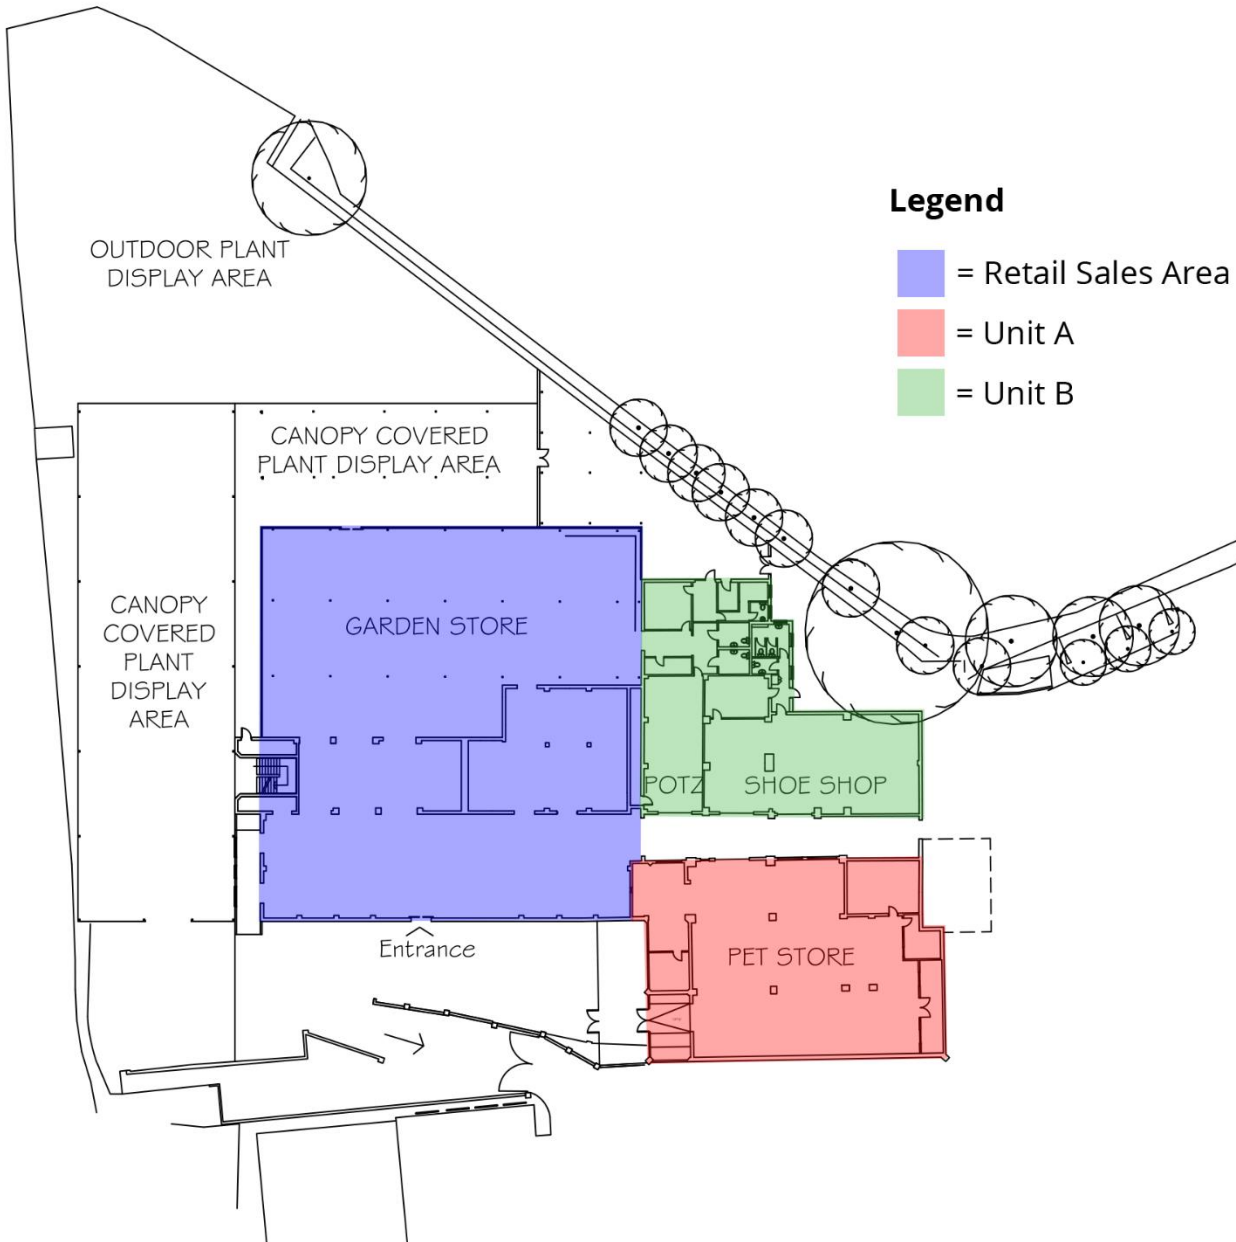 OUTDOOR PLANT
DISPLAY AREA
Legend
= Retail Sales Area
= Unit A
= Unit B
CANOPY COVERED
PLANT DISPLAY AREA
CANOPY
COVERED
PLANT
DISPLAY
AREA
GARDEN STORE
POTZ
SHOE SHOP
Entrance
PET STORE